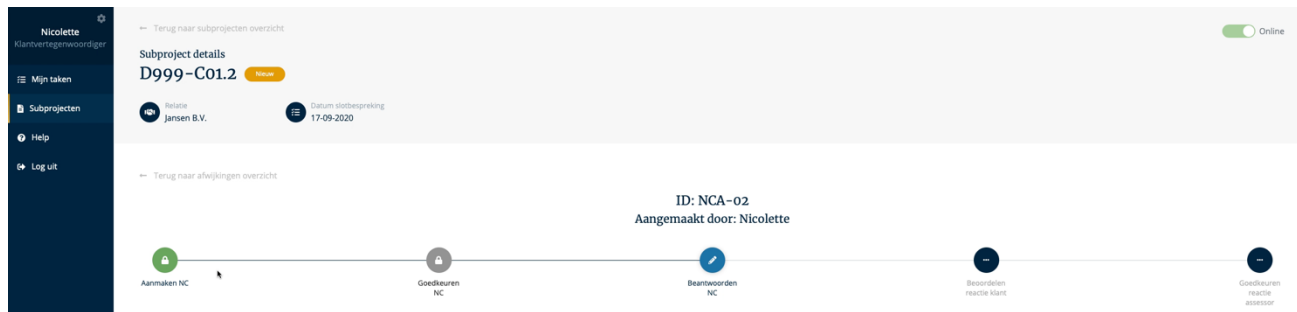 Nicolette
Klantvertegenwoordiger
Mijn taken
Subprojecten
Help
Log uit
← Terug naar subprojecten overzicht
Online
Subproject details
D999-C01.2 Nieuw
Relatie
Jansen B.V.
Datum slotbespreking
17-09-2020
← Terug naar afwijkingen overzicht
ID: NCA-02
Aangemaakt door: Nicolette
Aanmaken NC
Goedkeuren
NC
Beantwoorden
NC
Beoordelen
reactie klant
Goedkeuren
reactie
assessor